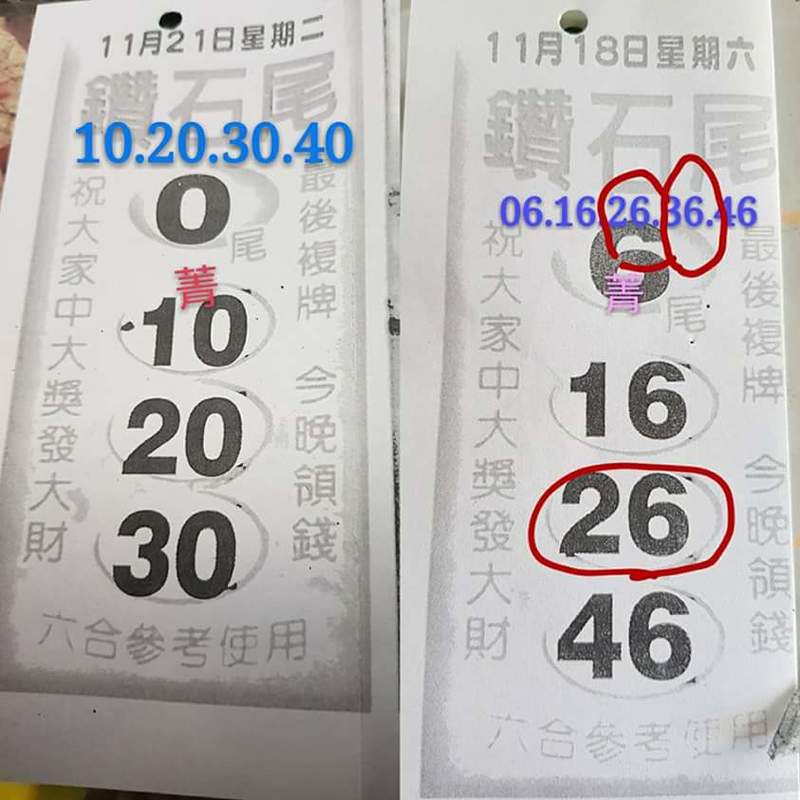 11月21日星期二
鑽石尾
10.20.30.40
0
尾
菁
10
20
30
祝大家中大獎發大財
最後複牌 今晚領錢
六合參考使用
11月18日星期六
鑽石尾
06.16.26.36.46
6
尾
菁
16
26
46
祝大家中大獎發大財
最後複牌 今晚領錢
六合參考使用